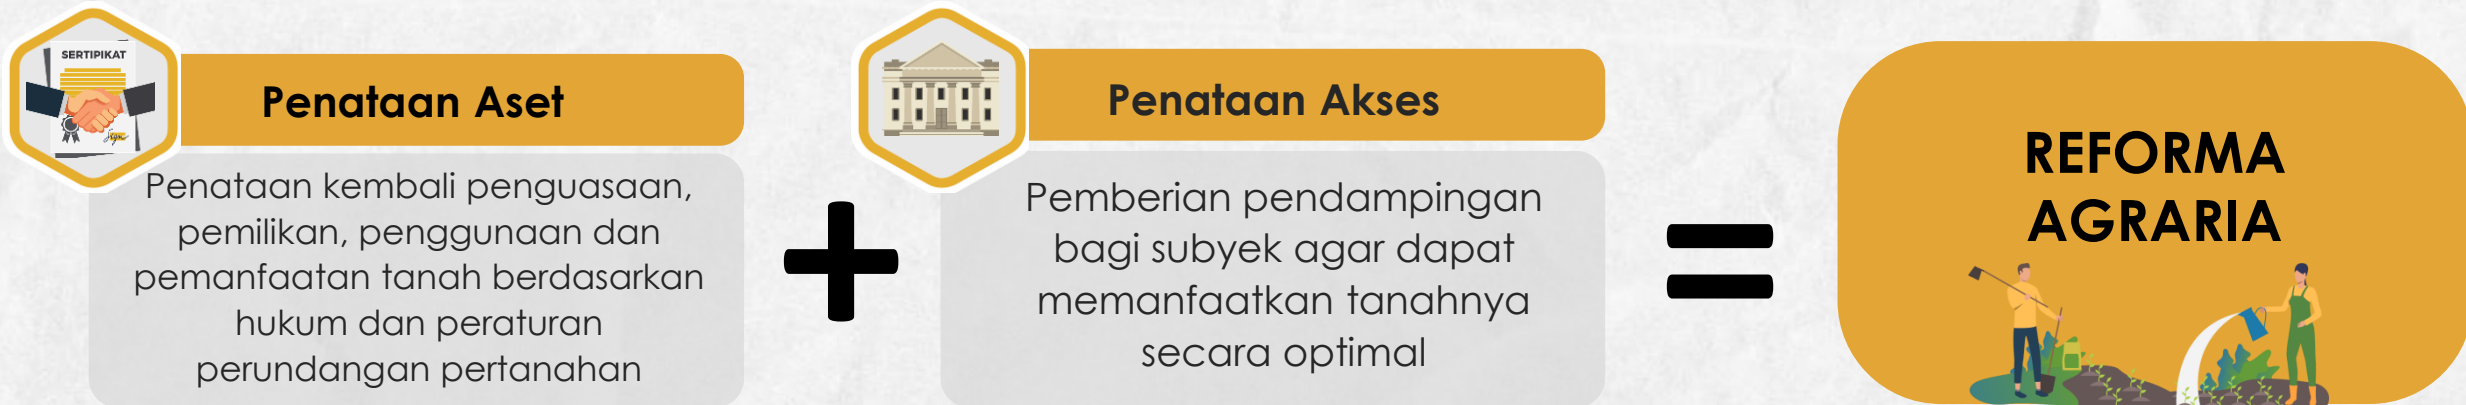 SERTIPIKAT
Penataan Aset
Penataan kembali penguasaan,
pemilikan, penggunaan dan
pemanfaatan tanah berdasarkan
hukum dan peraturan
perundangan pertanahan
Penataan Akses
Pemberian pendampingan
bagi subyek agar dapat
memanfaatkan tanahnya
secara optimal
+
=
REFORMA
AGRARIA